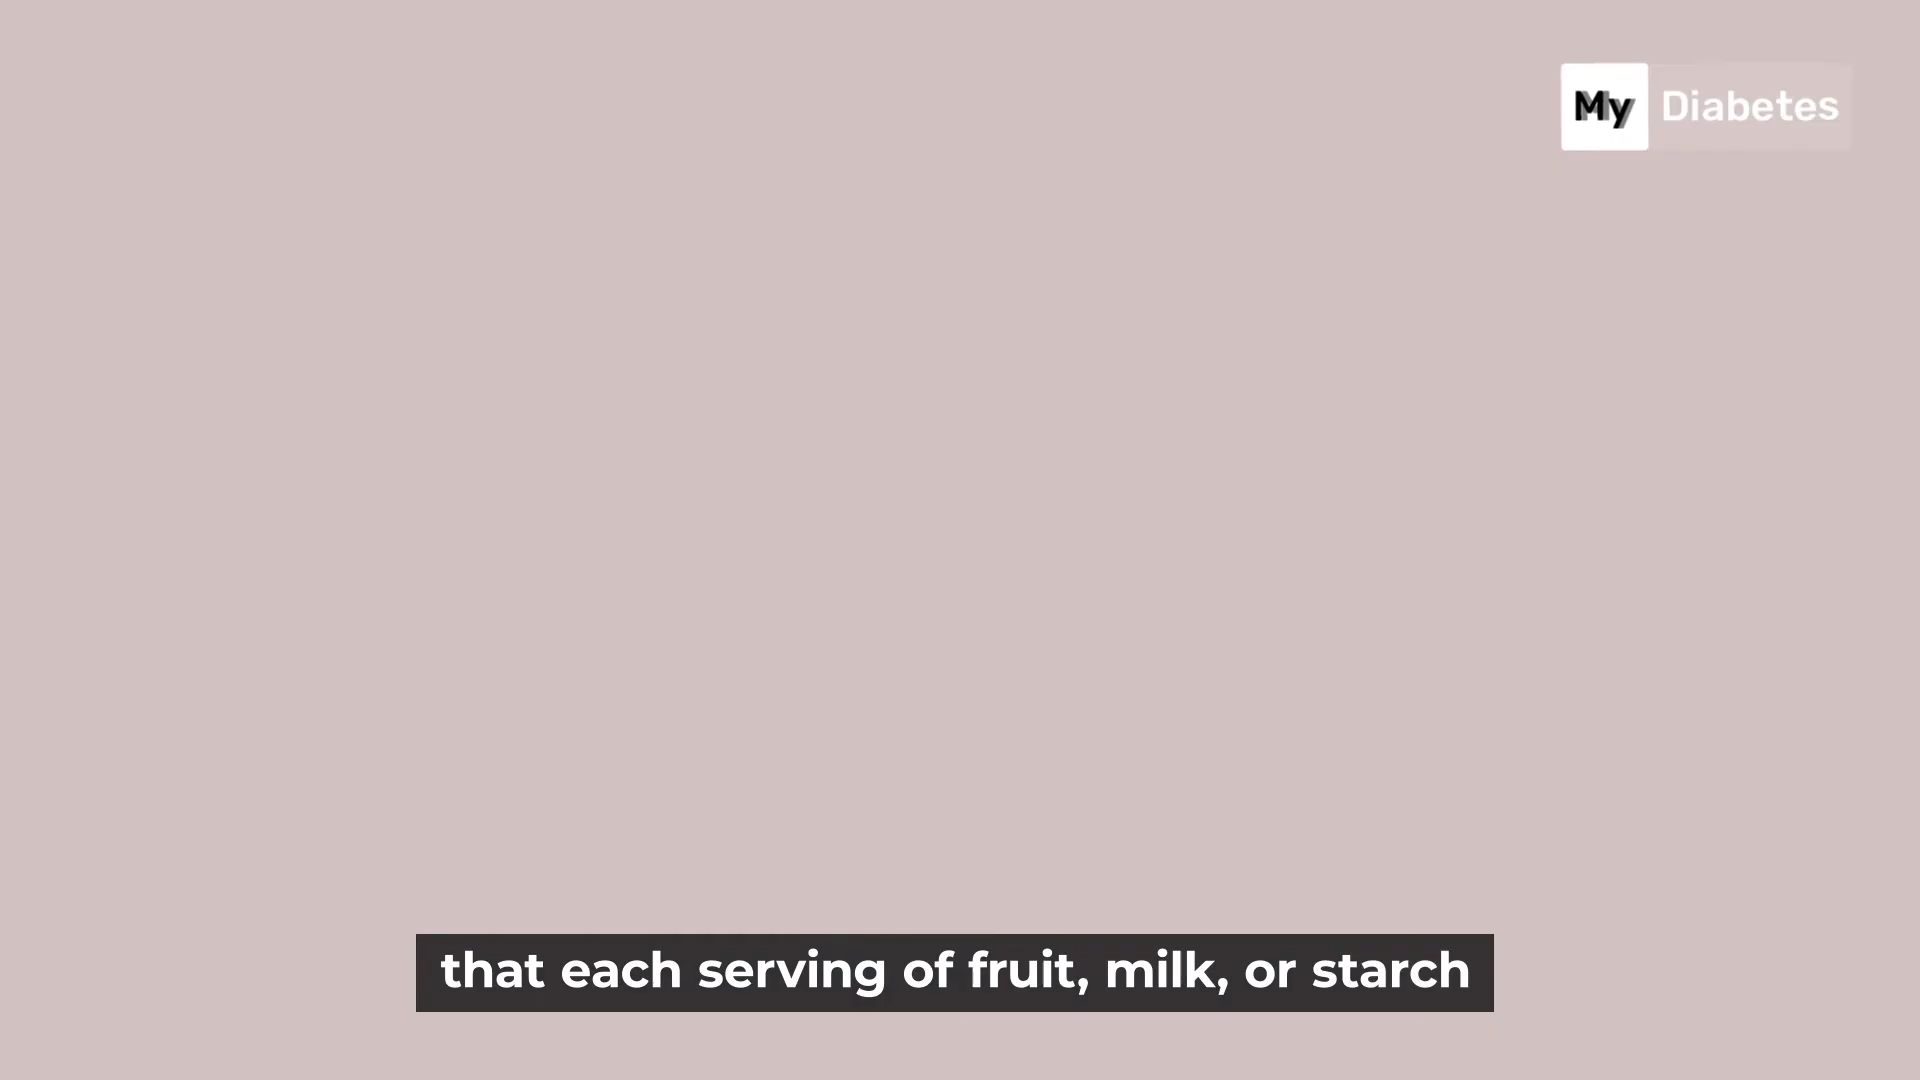 My Diabetes
that each serving of fruit, milk, or starch